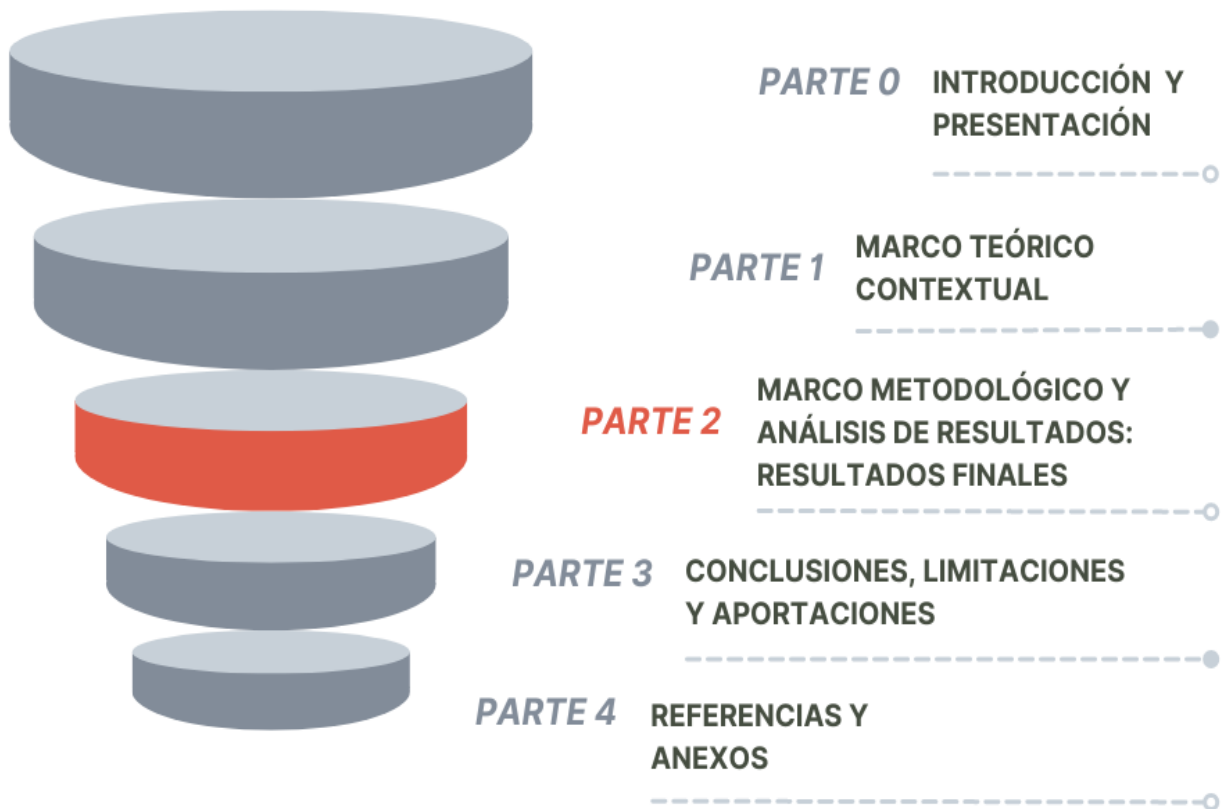 PARTE 0
INTRODUCCIÓN Y
PRESENTACIÓN
PARTE 1
MARCO TEÓRICO
CONTEXTUAL
PARTE 2
MARCO METODOLÓGICO Y
ANÁLISIS DE RESULTADOS:
RESULTADOS FINALES
PARTE 3
CONCLUSIONES, LIMITACIONES
Y APORTACIONES
PARTE 4
REFERENCIAS Y
ANEXOS